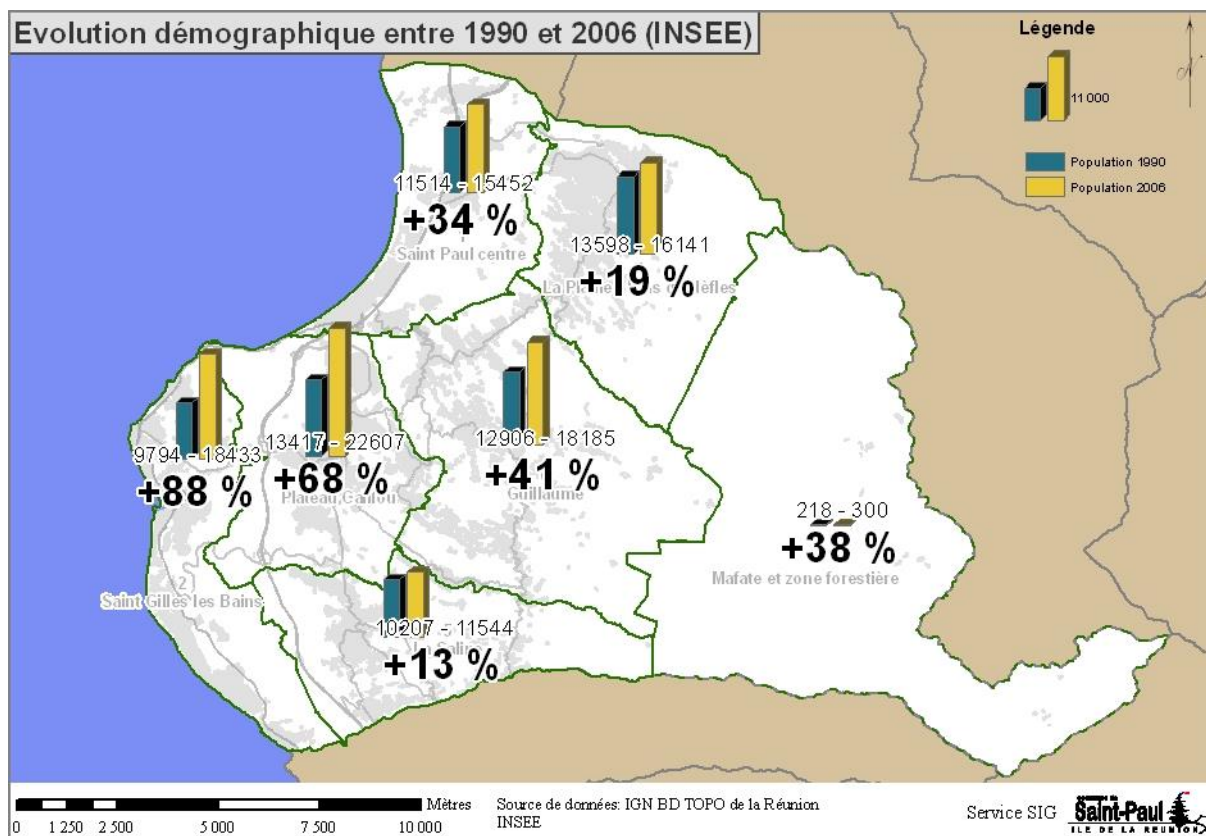 Evolution démographique entre 1990 et 2006 (INSEE)
Légende
N
11 000
Population 1990
Population 2006
11514 - 15452
+34 %
Saint Paul centre
13598 - 16141
+19 %
La Plaine
9794 - 18433
+88 %
13417 - 22607
+68 %
Plateau Caillou
12906 - 18185
+41 %
Guillaume
218 - 300
+38 %
Mafate et zone forestière
2
Saint Gilles les Bains
10207 - 11544
+13 %
Mètres
0 1 250 2 500 5 000 7 500 10 000
Source de données: IGN BD TOPO de la Réunion
INSEE
Service SIG
Saint-Paul
ILE DE LA REUNION